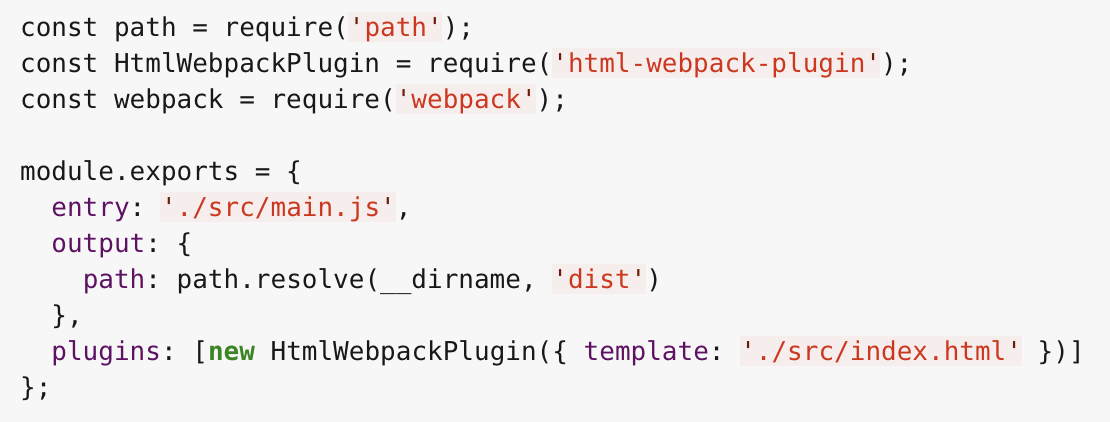 const path = require('path');
const HtmlWebpackPlugin = require('html-webpack-plugin');
const webpack = require('webpack');

module.exports = {
  entry: './src/main.js',
  output: {
    path: path.resolve(__dirname, 'dist')
  },
  plugins: [new HtmlWebpackPlugin({ template: './src/index.html' })]
};